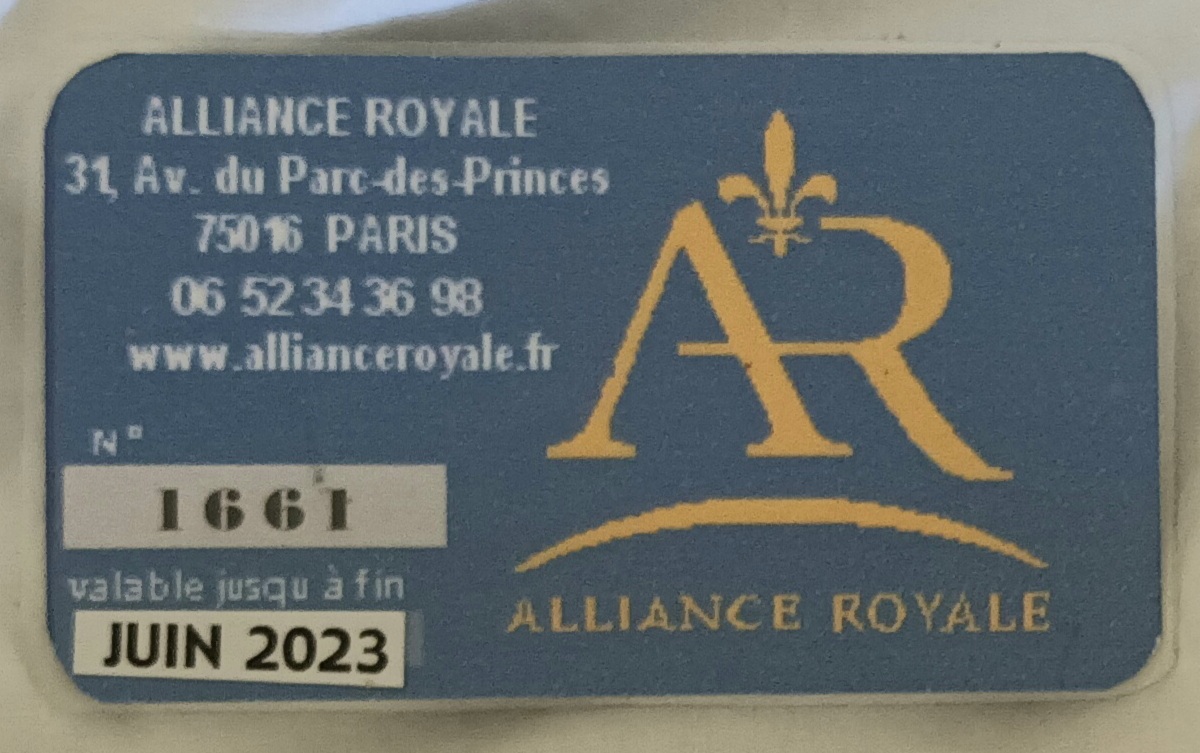 ALLIANCE ROYALE
31, Av. du Parc-des-Princes
75016 PARIS
06 52 34 36 98
www.allianceroyale.fr
N°
1661
valable jusqu à fin
JUIN 2023
AR
ALLIANCE ROYALE